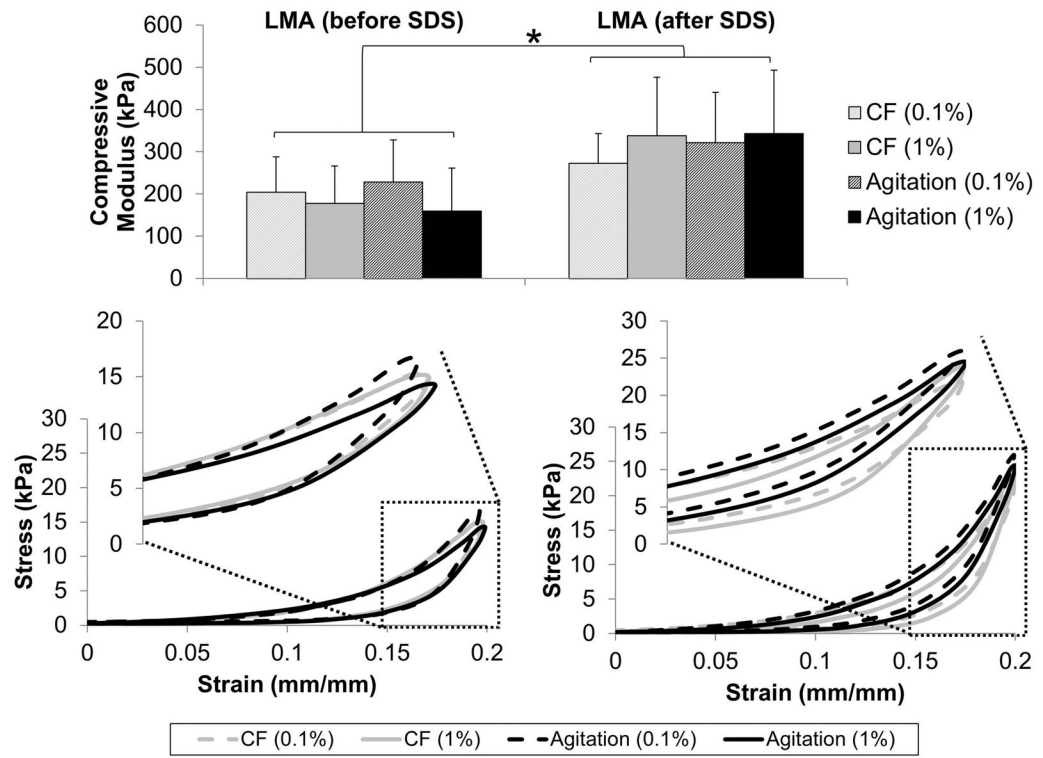 LMA (before SDS)
LMA (after SDS)
*
Compressive
Modulus (kPa)
600
500
400
300
200
100
0
CF (0.1%)
CF (1%)
Agitation (0.1%)
Agitation (1%)
20
15
10
5
0
Stress (kPa)
30
25
20
15
10
5
0
0 0.05 0.1 0.15 0.2
Strain (mm/mm)
30
25
20
15
10
5
0
Stress (kPa)
30
25
20
15
10
5
0
0 0.05 0.1 0.15 0.2
Strain (mm/mm)
CF (0.1%) CF (1%) Agitation (0.1%) Agitation (1%)